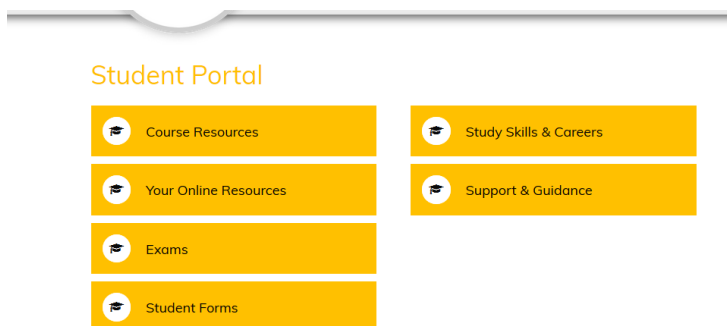 Student Portal
Course Resources
Your Online Resources
Exams
Student Forms
Study Skills & Careers
Support & Guidance